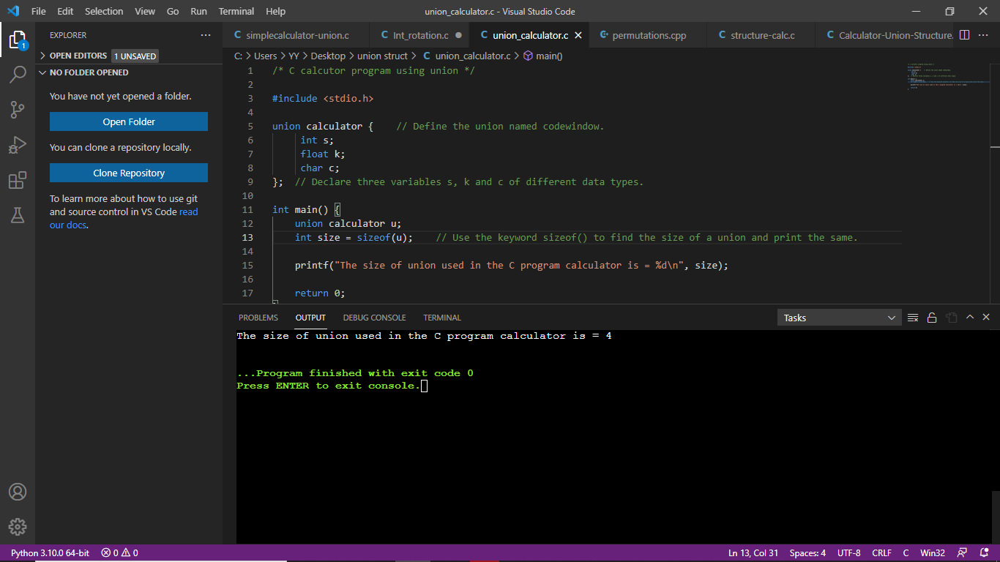 File Edit Selection View Go Run Terminal Help
union_calculator.c - Visual Studio Code
EXPLORER
OPEN EDITORS 1 UNSAVED
NO FOLDER OPENED
You have not yet opened a folder.
Open Folder
You can clone a repository locally.
Clone Repository
To learn more about how to use git
and source control in VS Code read
our docs.
1
C simplecalculator-union.c C Int_rotation.c C union_calculator.c permutations.cpp C structure-calc.c C Calculator-Union-Structure.
C: > Users > YY > Desktop > union struct > C union_calculator.c > main()
1 /* C calcutor program using union */
2
3 #include <stdio.h>
4
5 union calculator { // Define the union named codewindow.
6 int s;
7 float k;
8 char c;
9 }; // Declare three variables s, k and c of different data types.
10
11 int main() {
12 union calculator u;
13 int size = sizeof(u); // Use the keyword sizeof() to find the size of a union and print the same.
14
15 printf("The size of union used in the C program calculator is = %d\n", size);
16
17 return 0;
PROBLEMS OUTPUT DEBUG CONSOLE TERMINAL
Tasks
The size of union used in the C program calculator is = 4
...Program finished with exit code 0
Press ENTER to exit console.
Python 3.10.0 64-bit 0 0 Ln 13, Col 31 Spaces: 4 UTF-8 CRLF C Win32